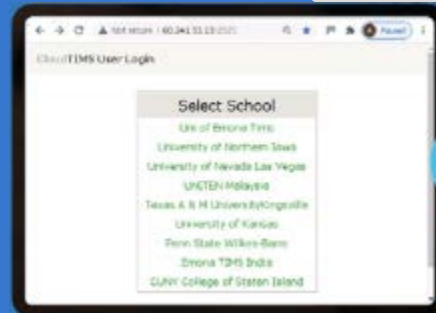 Not secure
Paused
CloudTIMS User Login
Select School
Uni of Emona Tims
University of Northern Iowa
University of Nevada Las Vegas
UNITEN Malaysia
Texas A & M UniversityKingsville
University of Kansas
Penn State Wilkes-Barre
Emona TIMS India
CUNY College of Staten Island